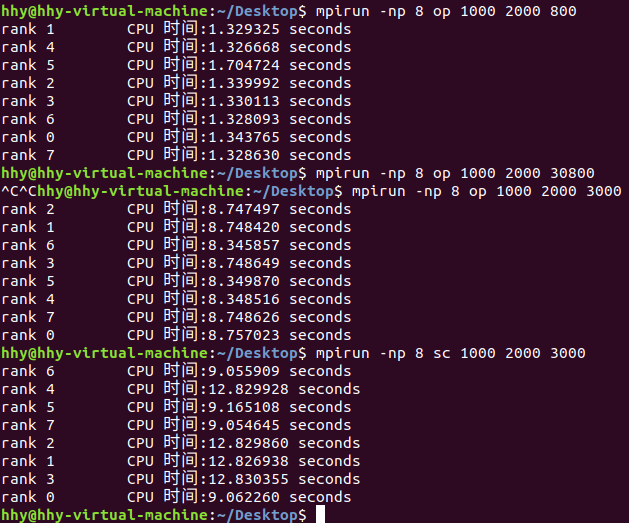 hhy@hhy-virtual-machine:~/Desktop$ mpirun -np 8 op 1000 2000 800
rank 1 CPU 时间:1.329325 seconds
rank 4 CPU 时间:1.326668 seconds
rank 5 CPU 时间:1.704724 seconds
rank 2 CPU 时间:1.339992 seconds
rank 3 CPU 时间:1.330113 seconds
rank 6 CPU 时间:1.328093 seconds
rank 0 CPU 时间:1.343765 seconds
rank 7 CPU 时间:1.328630 seconds
hhy@hhy-virtual-machine:~/Desktop$ mpirun -np 8 op 1000 2000 30800
^C^Chhy@hhy-virtual-machine:~/Desktop$ mpirun -np 8 op 1000 2000 3000
rank 2 CPU 时间:8.747497 seconds
rank 1 CPU 时间:8.748420 seconds
rank 6 CPU 时间:8.345857 seconds
rank 3 CPU 时间:8.748649 seconds
rank 5 CPU 时间:8.349870 seconds
rank 4 CPU 时间:8.348516 seconds
rank 7 CPU 时间:8.748626 seconds
rank 0 CPU 时间:8.757023 seconds
hhy@hhy-virtual-machine:~/Desktop$ mpirun -np 8 sc 1000 2000 3000
rank 6 CPU 时间:9.055909 seconds
rank 4 CPU 时间:12.829928 seconds
rank 5 CPU 时间:9.165108 seconds
rank 7 CPU 时间:9.054645 seconds
rank 2 CPU 时间:12.829860 seconds
rank 1 CPU 时间:12.826938 seconds
rank 3 CPU 时间:12.830355 seconds
rank 0 CPU 时间:9.062260 seconds
hhy@hhy-virtual-machine:~/Desktop$